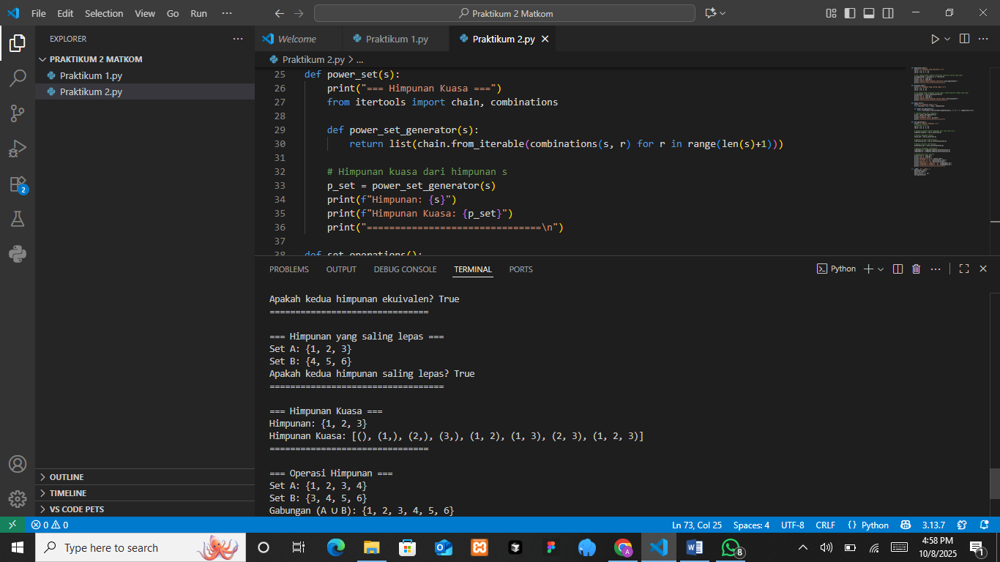 File Edit Selection View Go Run ···
Praktikum 2 Matkom
EXPLORER
PRAKTIKUM 2 MATKOM
Praktikum 1.py
Praktikum 2.py
2
OUTLINE
TIMELINE
VS CODE PETS
Welcome Praktikum 1.py Praktikum 2.py
Praktikum 2.py > ...
25 def power_set(s):
26 print("=== Himpunan Kuasa ===")
27 from itertools import chain, combinations
28
29 def power_set_generator(s):
30 return list(chain.from_iterable(combinations(s, r) for r in range(len(s)+1)))
31
32 # Himpunan kuasa dari himpunan s
33 p_set = power_set_generator(s)
34 print(f"Himpunan: {s}")
35 print(f"Himpunan Kuasa: {p_set}")
36 print("===============================\n")
37
38 def set_operations():
PROBLEMS OUTPUT DEBUG CONSOLE TERMINAL PORTS
Python
Apakah kedua himpunan ekuivalen? True
===============================
=== Himpunan yang saling lepas ===
Set A: {1, 2, 3}
Set B: {4, 5, 6}
Apakah kedua himpunan saling lepas? True
==================================
=== Himpunan Kuasa ===
Himpunan: {1, 2, 3}
Himpunan Kuasa: [(), (1,), (2,), (3,), (1, 2), (1, 3), (2, 3), (1, 2, 3)]
===============================
=== Operasi Himpunan ===
Set A: {1, 2, 3, 4}
Set B: {3, 4, 5, 6}
Gabungan (A ∪ B): {1, 2, 3, 4, 5, 6}
0 0 Ln 73, Col 25 Spaces: 4 UTF-8 CRLF {} Python 3.13.7
Type here to search
A
8
4:58 PM
10/8/2025
1